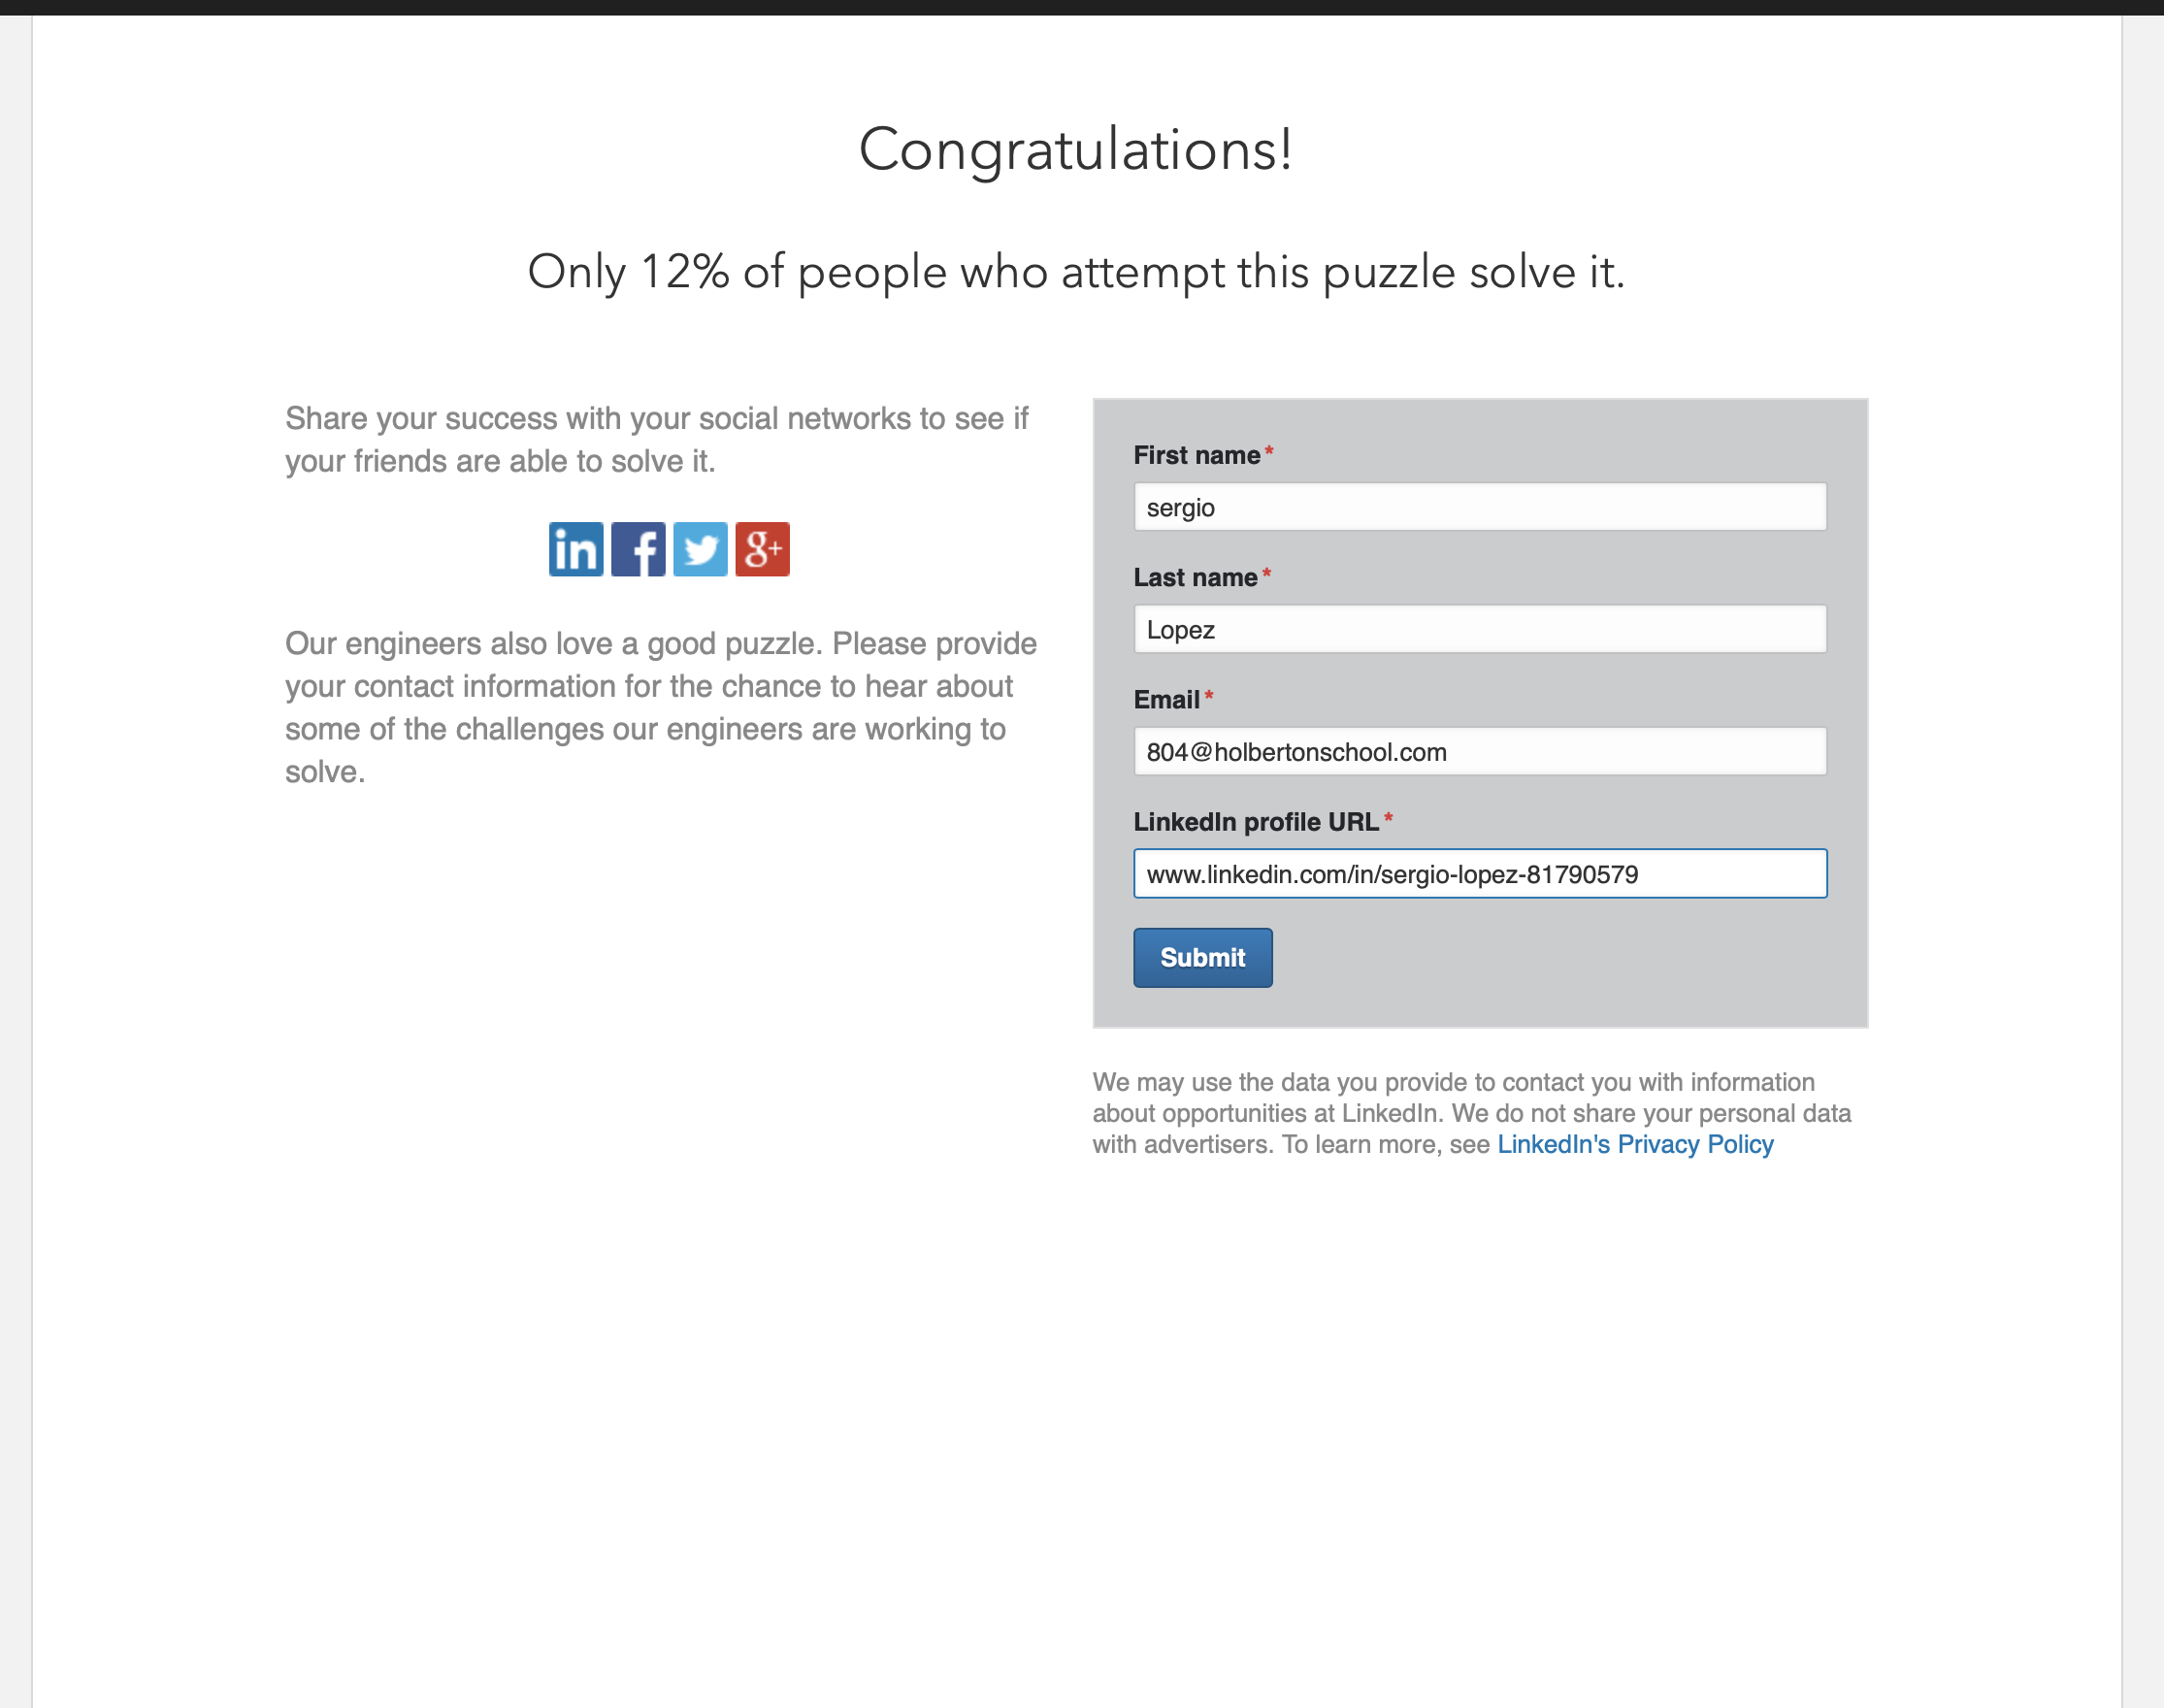 Congratulations!
Only 12% of people who attempt this puzzle solve it.
Share your success with your social networks to see if
your friends are able to solve it.
in f g+
Our engineers also love a good puzzle. Please provide
your contact information for the chance to hear about
some of the challenges our engineers are working to
solve.
First name*
sergio
Last name*
Lopez
Email*
804@holbertonschool.com
LinkedIn profile URL*
www.linkedin.com/in/sergio-lopez-81790579
Submit
We may use the data you provide to contact you with information
about opportunities at LinkedIn. We do not share your personal data
with advertisers. To learn more, see LinkedIn's Privacy Policy